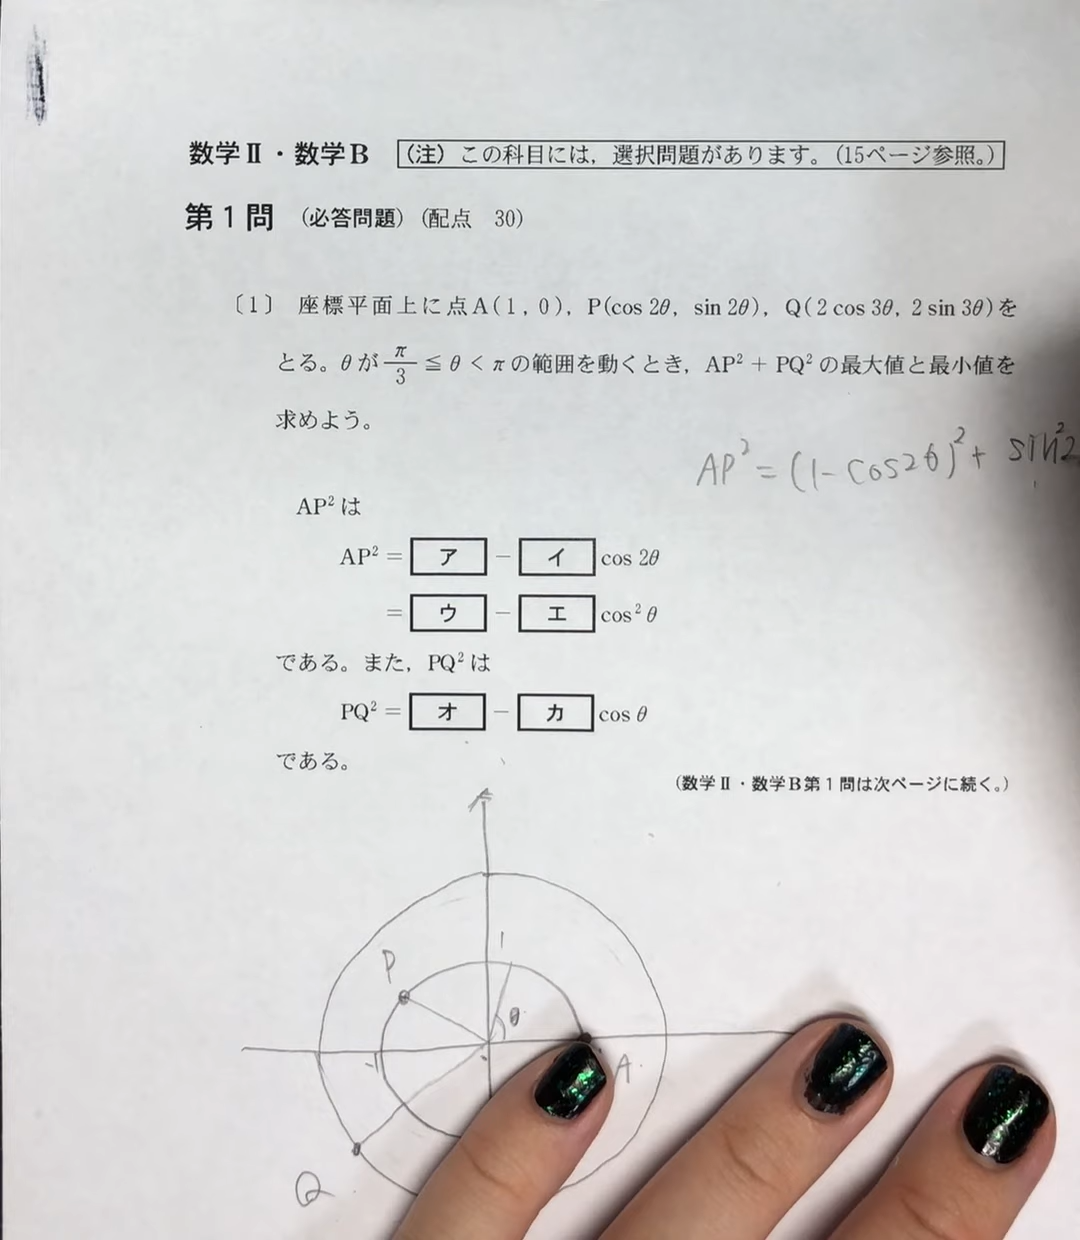 数学Ⅱ・数学B （注）この科目には，選択問題があります。（15ページ参照。）
第1問 （必答問題）（配点 30）
〔1〕 座標平面上に点A(1, 0)，P(cos 2θ, sin 2θ)，Q(2 cos 3θ, 2 sin 3θ)を
とる。θが π/3 ≦ θ < π の範囲を動くとき，AP² + PQ² の最大値と最小値を
求めよう。
AP² = (1 - cos2θ)² + sin²2
AP² は
AP² = ア − イ cos 2θ
= ウ − エ cos² θ
である。また，PQ² は
PQ² = オ − カ cos θ
である。
（数学Ⅱ・数学B第1問は次ページに続く。）
P
1
θ
-1
A
Q